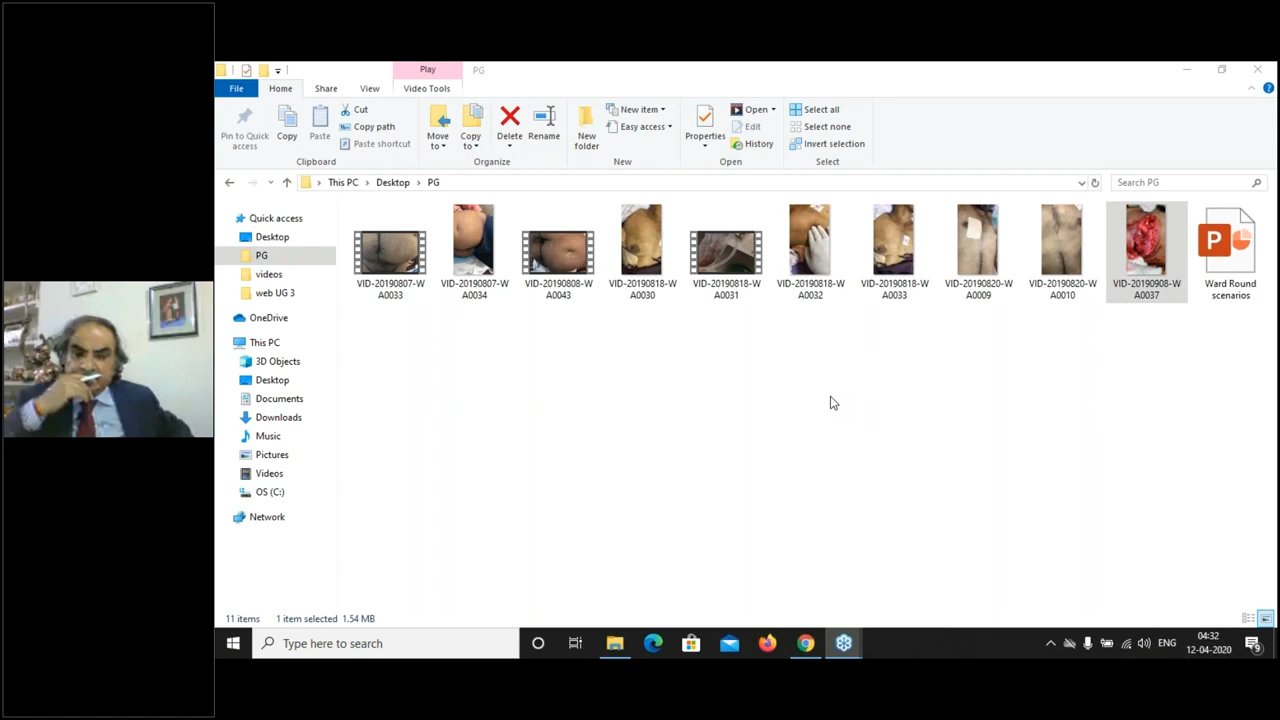 Play
PG
File
Home
Share
View
Video Tools
Pin to Quick
access
Copy
Paste
Cut
Copy path
Paste shortcut
Clipboard
Move
to
Copy
to
Delete
Rename
Organize
New
folder
New item
Easy access
New
Properties
Open
Edit
History
Open
Select all
Select none
Invert selection
Select
This PC
Desktop
PG
Search PG
Quick access
Desktop
PG
videos
web UG 3
OneDrive
This PC
3D Objects
Desktop
Documents
Downloads
Music
Pictures
Videos
OS (C:)
Network
VID-20190807-W
A0033
VID-20190807-W
A0034
VID-20190808-W
A0043
VID-20190818-W
A0030
VID-20190818-W
A0031
VID-20190818-W
A0032
VID-20190818-W
A0033
VID-20190820-W
A0009
VID-20190820-W
A0010
VID-20190908-W
A0037
P
Ward Round
scenarios
11 items
1 item selected 1.54 MB
Type here to search
ENG
04:32
12-04-2020
9